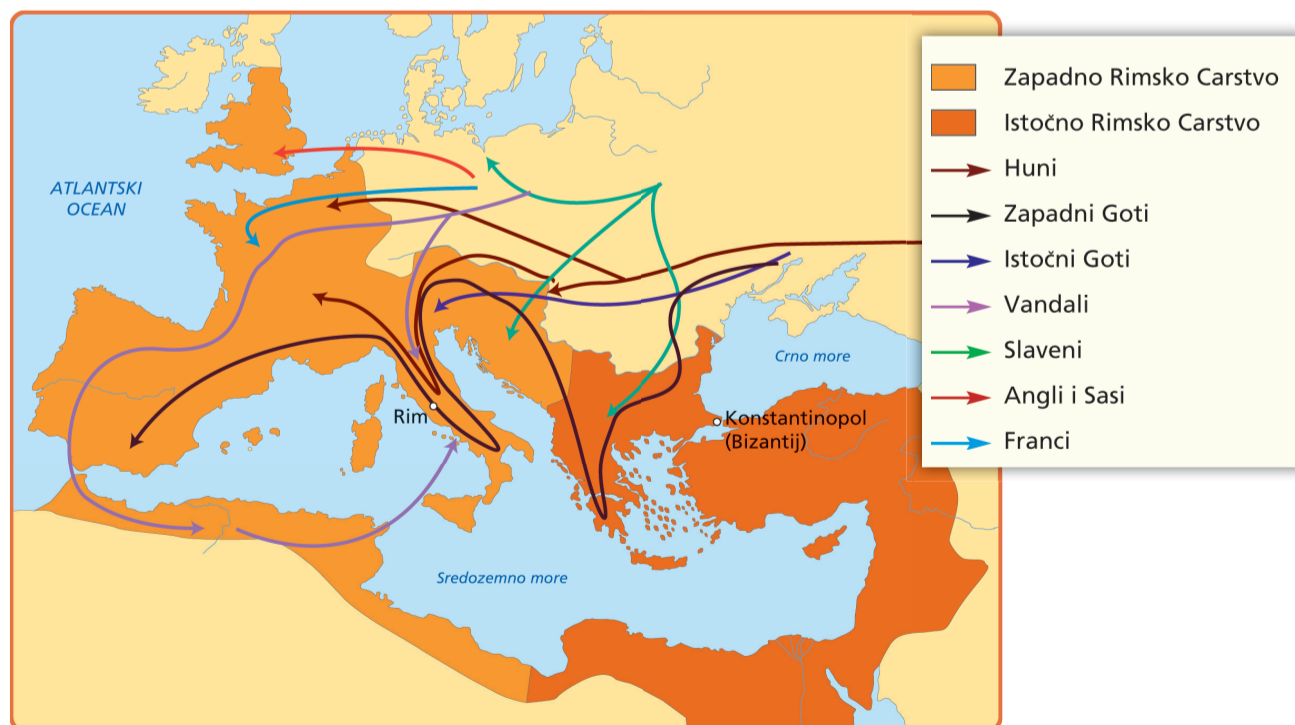 ATLANTSKI
OCEAN
Rim
Crno more
Konstantinopol
(Bizantij)
Sredozemno more
Zapadno Rimsko Carstvo
Istočno Rimsko Carstvo
Huni
Zapadni Goti
Istočni Goti
Vandali
Slaveni
Angli i Sasi
Franci